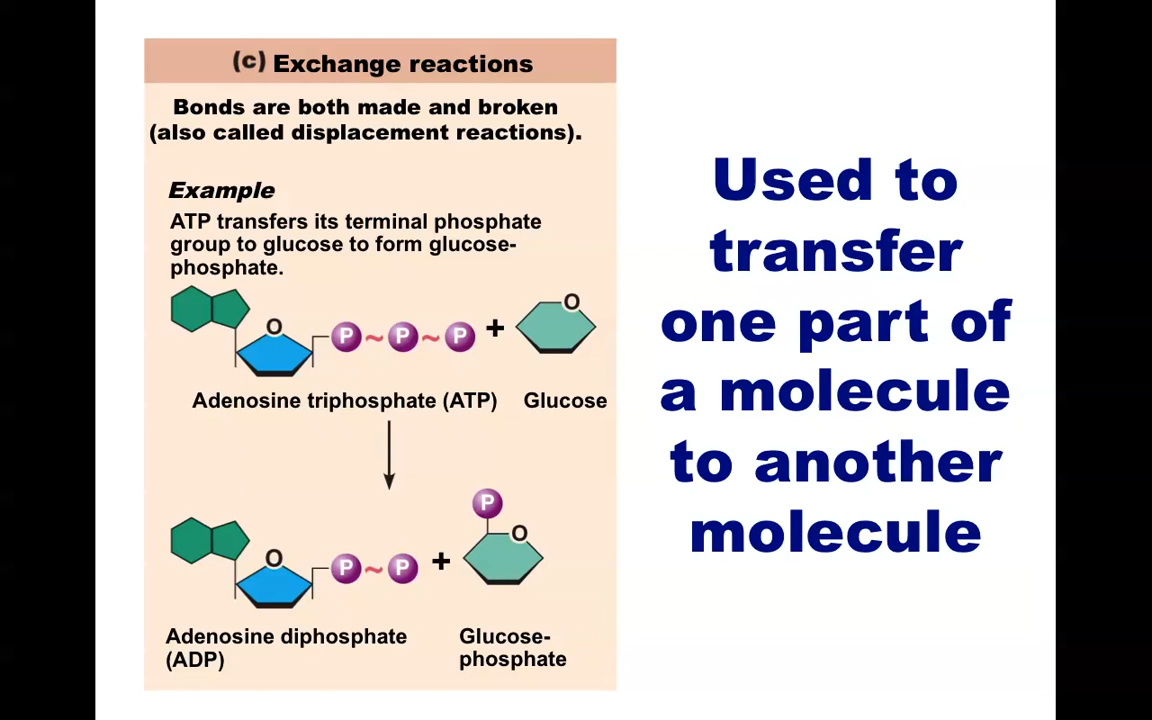 (c) Exchange reactions
Bonds are both made and broken
(also called displacement reactions).
Example
ATP transfers its terminal phosphate
group to glucose to form glucose-
phosphate.
O P ~ P ~ P + O
Adenosine triphosphate (ATP) Glucose
P
O P ~ P + O
Adenosine diphosphate
(ADP)
Glucose-
phosphate
Used to
transfer
one part of
a molecule
to another
molecule